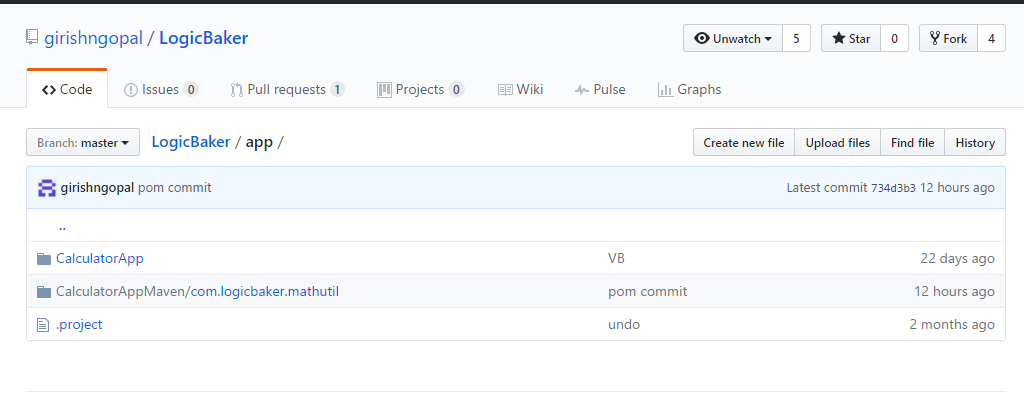 girishngopal / LogicBaker Unwatch 5 Star 0 Fork 4
Code Issues 0 Pull requests 1 Projects 0 Wiki Pulse Graphs
Branch: master LogicBaker / app / Create new file Upload files Find file History
girishngopal pom commit Latest commit 734d3b3 12 hours ago
..
CalculatorApp VB 22 days ago
CalculatorAppMaven/com.logicbaker.mathutil pom commit 12 hours ago
.project undo 2 months ago